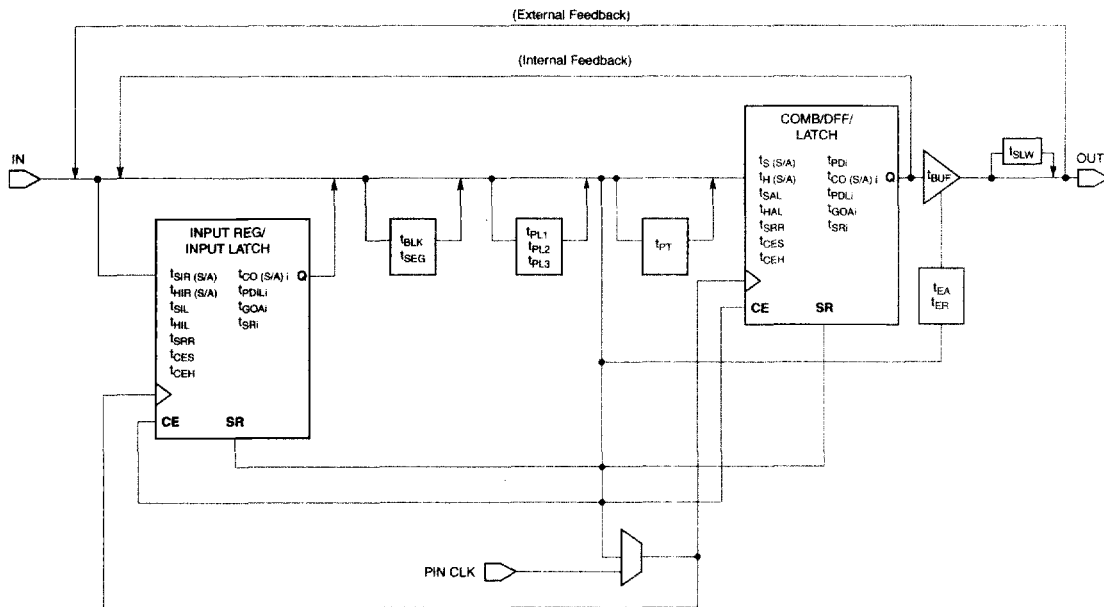 (External Feedback)
(Internal Feedback)
IN
COMB/DFF/
LATCH
tS (S/A) tPDi
tH (S/A) tCO (S/A) i Q
tSAL tPDLi
tHAL tGOAi
tSRR tSRi
tCES
tCEH
CE SR
tBUF
tSLW
OUT
INPUT REG/
INPUT LATCH
tSIR (S/A) tCO (S/A) i Q
tHIR (S/A) tPDILi
tSIL tGOAi
tHIL tSRi
tSRR
tCES
tCEH
CE SR
tBLK
tSEG
tPL1
tPL2
tPL3
tPT
tEA
tER
PIN CLK